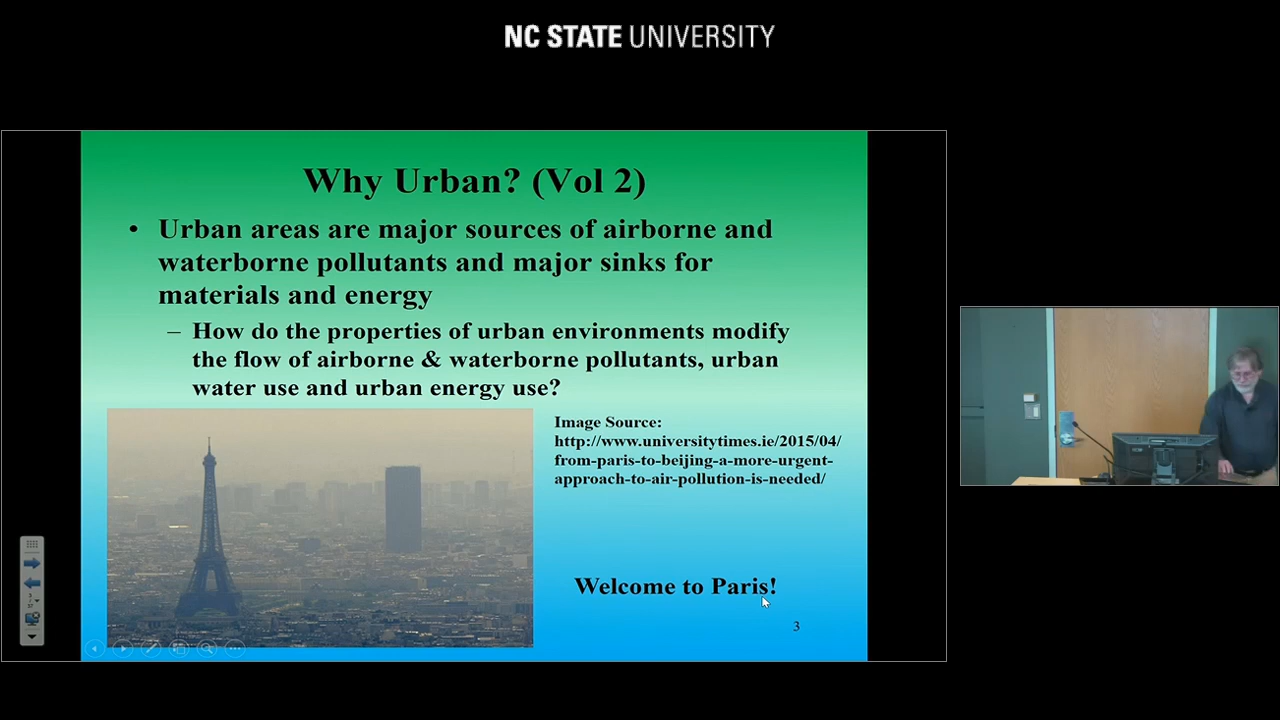 NC STATE UNIVERSITY
Why Urban? (Vol 2)
• Urban areas are major sources of airborne and
waterborne pollutants and major sinks for
materials and energy
– How do the properties of urban environments modify
the flow of airborne & waterborne pollutants, urban
water use and urban energy use?
Image Source:
http://www.universitytimes.ie/2015/04/
from-paris-to-beijing-a-more-urgent-
approach-to-air-pollution-is-needed/
Welcome to Paris!
3